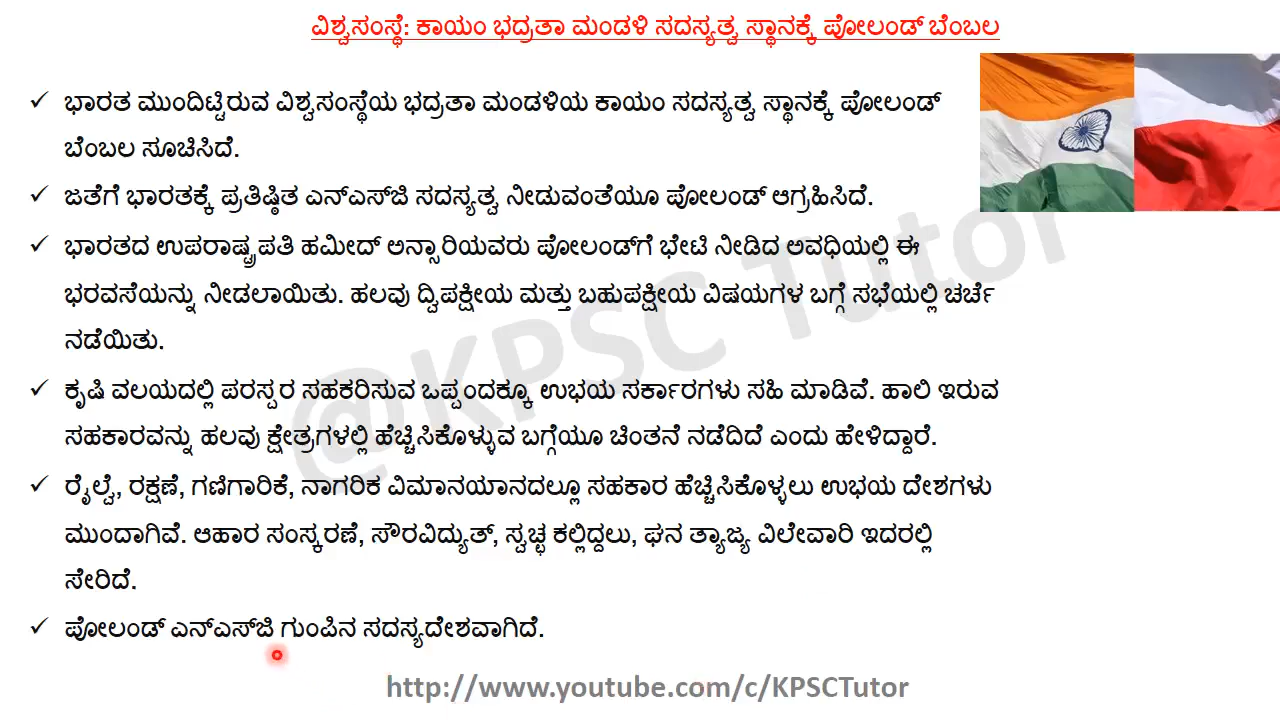 ವಿಶ್ವಸಂಸ್ಥೆ: ಕಾಯಂ ಭದ್ರತಾ ಮಂಡಳಿ ಸದಸ್ಯತ್ವ ಸ್ಥಾನಕ್ಕೆ ಪೋಲಂಡ್ ಬೆಂಬಲ
✓ ಭಾರತ ಮುಂದಿಟ್ಟಿರುವ ವಿಶ್ವಸಂಸ್ಥೆಯ ಭದ್ರತಾ ಮಂಡಳಿಯ ಕಾಯಂ ಸದಸ್ಯತ್ವ ಸ್ಥಾನಕ್ಕೆ ಪೋಲಂಡ್
ಬೆಂಬಲ ಸೂಚಿಸಿದೆ.
✓ ಜತೆಗೆ ಭಾರತಕ್ಕೆ ಪ್ರತಿಷ್ಠಿತ ಎನ್‌ಎಸ್‌ಜಿ ಸದಸ್ಯತ್ವ ನೀಡುವಂತೆಯೂ ಪೋಲಂಡ್ ಆಗ್ರಹಿಸಿದೆ.
✓ ಭಾರತದ ಉಪರಾಷ್ಟ್ರಪತಿ ಹಮೀದ್ ಅನ್ಸಾರಿಯವರು ಪೋಲಂಡ್‌ಗೆ ಭೇಟಿ ನೀಡಿದ ಅವಧಿಯಲ್ಲಿ ಈ
ಭರವಸೆಯನ್ನು ನೀಡಲಾಯಿತು. ಹಲವು ದ್ವಿಪಕ್ಷೀಯ ಮತ್ತು ಬಹುಪಕ್ಷೀಯ ವಿಷಯಗಳ ಬಗ್ಗೆ ಸಭೆಯಲ್ಲಿ ಚರ್ಚೆ
ನಡೆಯಿತು.
✓ ಕೃಷಿ ವಲಯದಲ್ಲಿ ಪರಸ್ಪರ ಸಹಕರಿಸುವ ಒಪ್ಪಂದಕ್ಕೂ ಉಭಯ ಸರ್ಕಾರಗಳು ಸಹಿ ಮಾಡಿವೆ. ಹಾಲಿ ಇರುವ
ಸಹಕಾರವನ್ನು ಹಲವು ಕ್ಷೇತ್ರಗಳಲ್ಲಿ ಹೆಚ್ಚಿಸಿಕೊಳ್ಳುವ ಬಗ್ಗೆಯೂ ಚಿಂತನೆ ನಡೆದಿದೆ ಎಂದು ಹೇಳಿದ್ದಾರೆ.
✓ ರೈಲ್ವೆ, ರಕ್ಷಣೆ, ಗಣಿಗಾರಿಕೆ, ನಾಗರಿಕ ವಿಮಾನಯಾನದಲ್ಲೂ ಸಹಕಾರ ಹೆಚ್ಚಿಸಿಕೊಳ್ಳಲು ಉಭಯ ದೇಶಗಳು
ಮುಂದಾಗಿವೆ. ಆಹಾರ ಸಂಸ್ಕರಣೆ, ಸೌರವಿದ್ಯುತ್, ಸ್ವಚ್ಛ ಕಲ್ಲಿದ್ದಲು, ಘನ ತ್ಯಾಜ್ಯ ವಿಲೇವಾರಿ ಇದರಲ್ಲಿ
ಸೇರಿದೆ.
✓ ಪೋಲಂಡ್ ಎನ್‌ಎಸ್‌ಜಿ ಗುಂಪಿನ ಸದಸ್ಯದೇಶವಾಗಿದೆ.
@KPSC Tutor
http://www.youtube.com/c/KPSCTutor